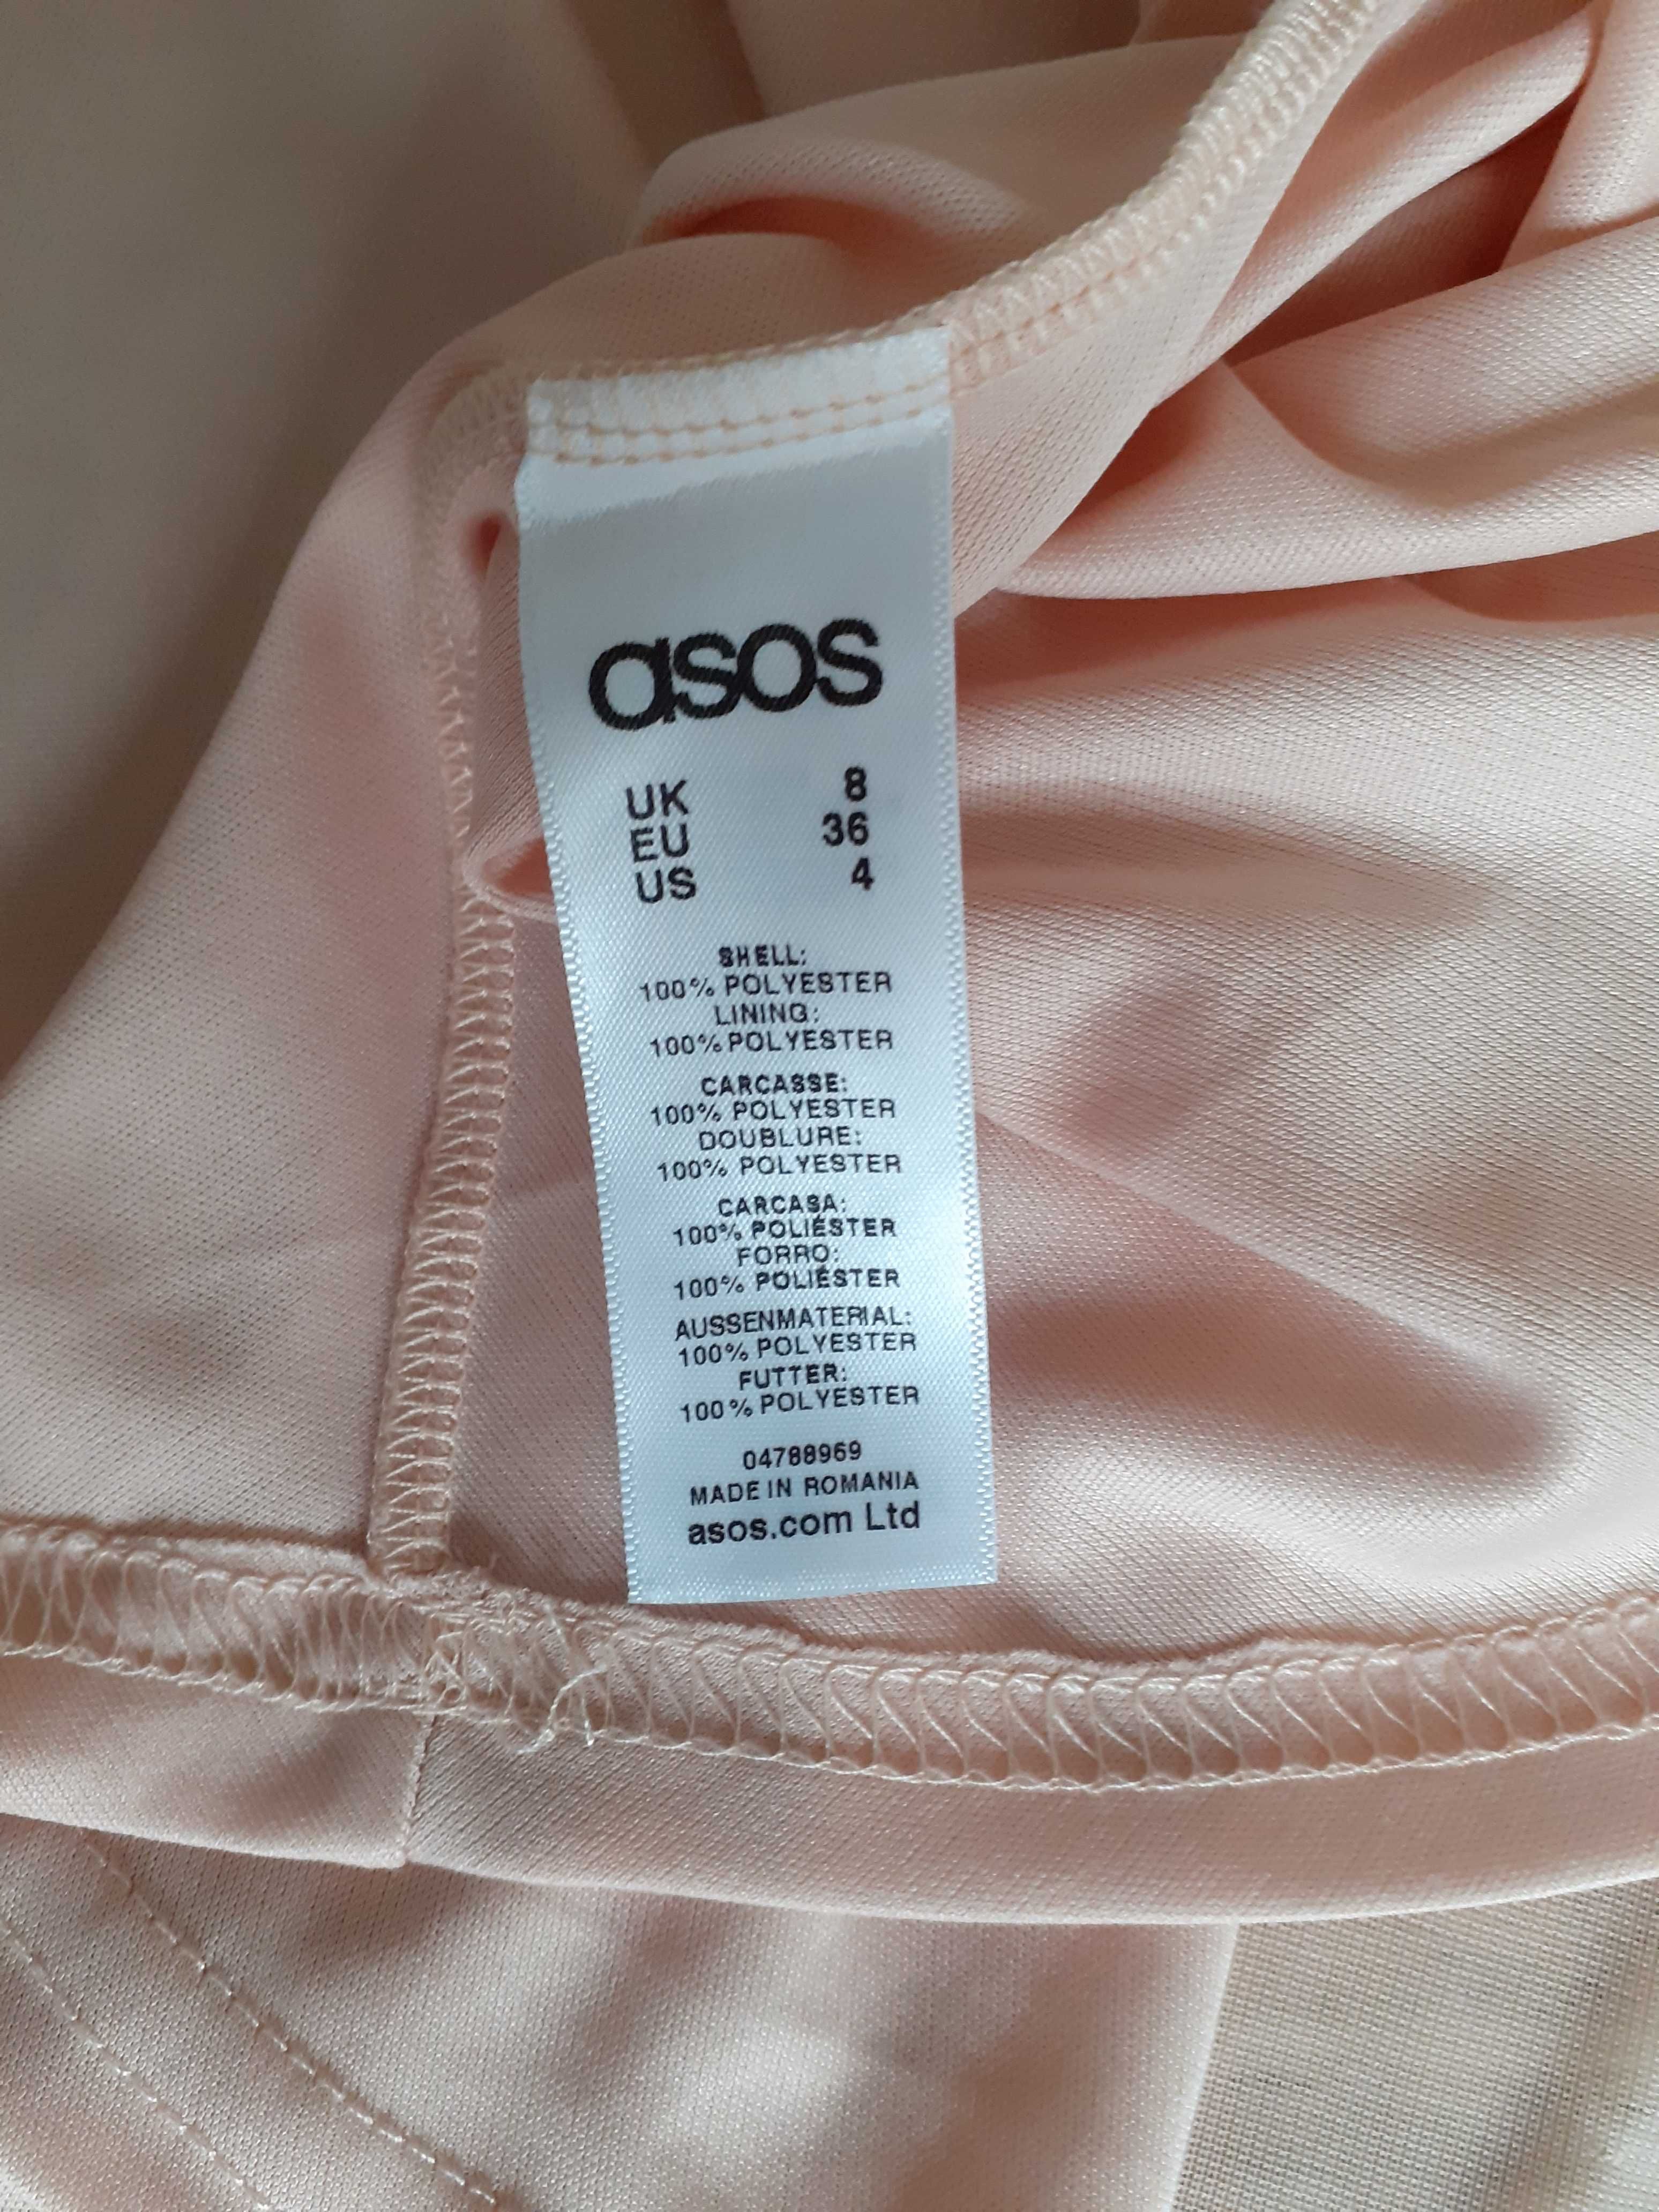 asos
UK 8
EU 36
US 4
SHELL:
100% POLYESTER
LINING:
100% POLYESTER
CARCASSE:
100% POLYESTER
DOUBLURE:
100% POLYESTER
CARCASA:
100% POLIÉSTER
FORRO:
100% POLIÉSTER
AUSSENMATERIAL:
100% POLYESTER
FUTTER:
100% POLYESTER
04788969
MADE IN ROMANIA
asos.com Ltd